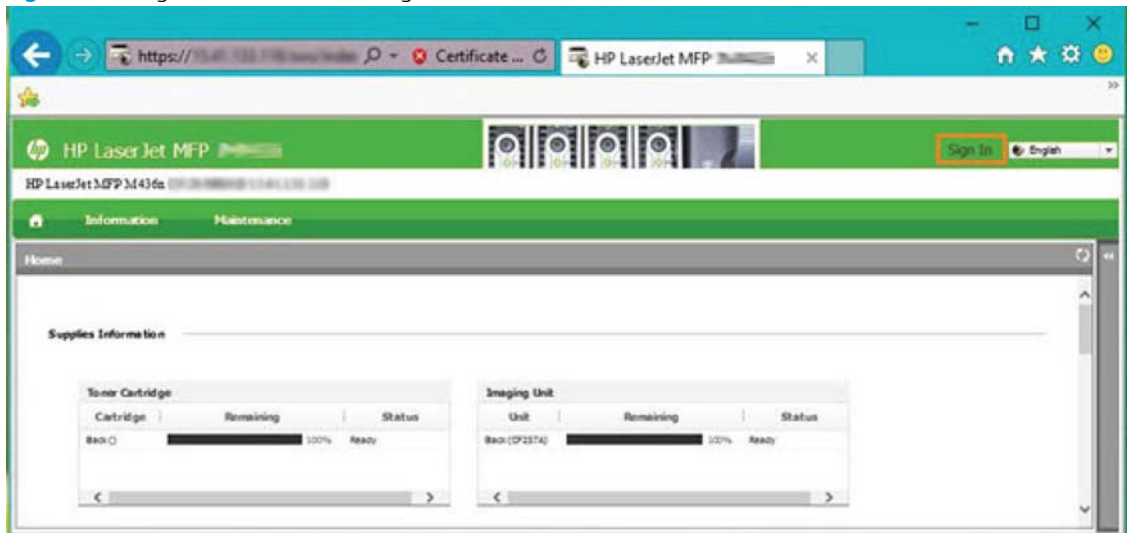 https://
Certificate ...
HP LaserJet MFP
hp HP LaserJet MFP
Sign In
English
HP LaserJet MFP M436n
Information Maintenance
Home
Supplies Information
Toner Cartridge Imaging Unit
Cartridge Remaining Status Unit Remaining Status
Black () 100% Ready Black (CF257A) 100% Ready